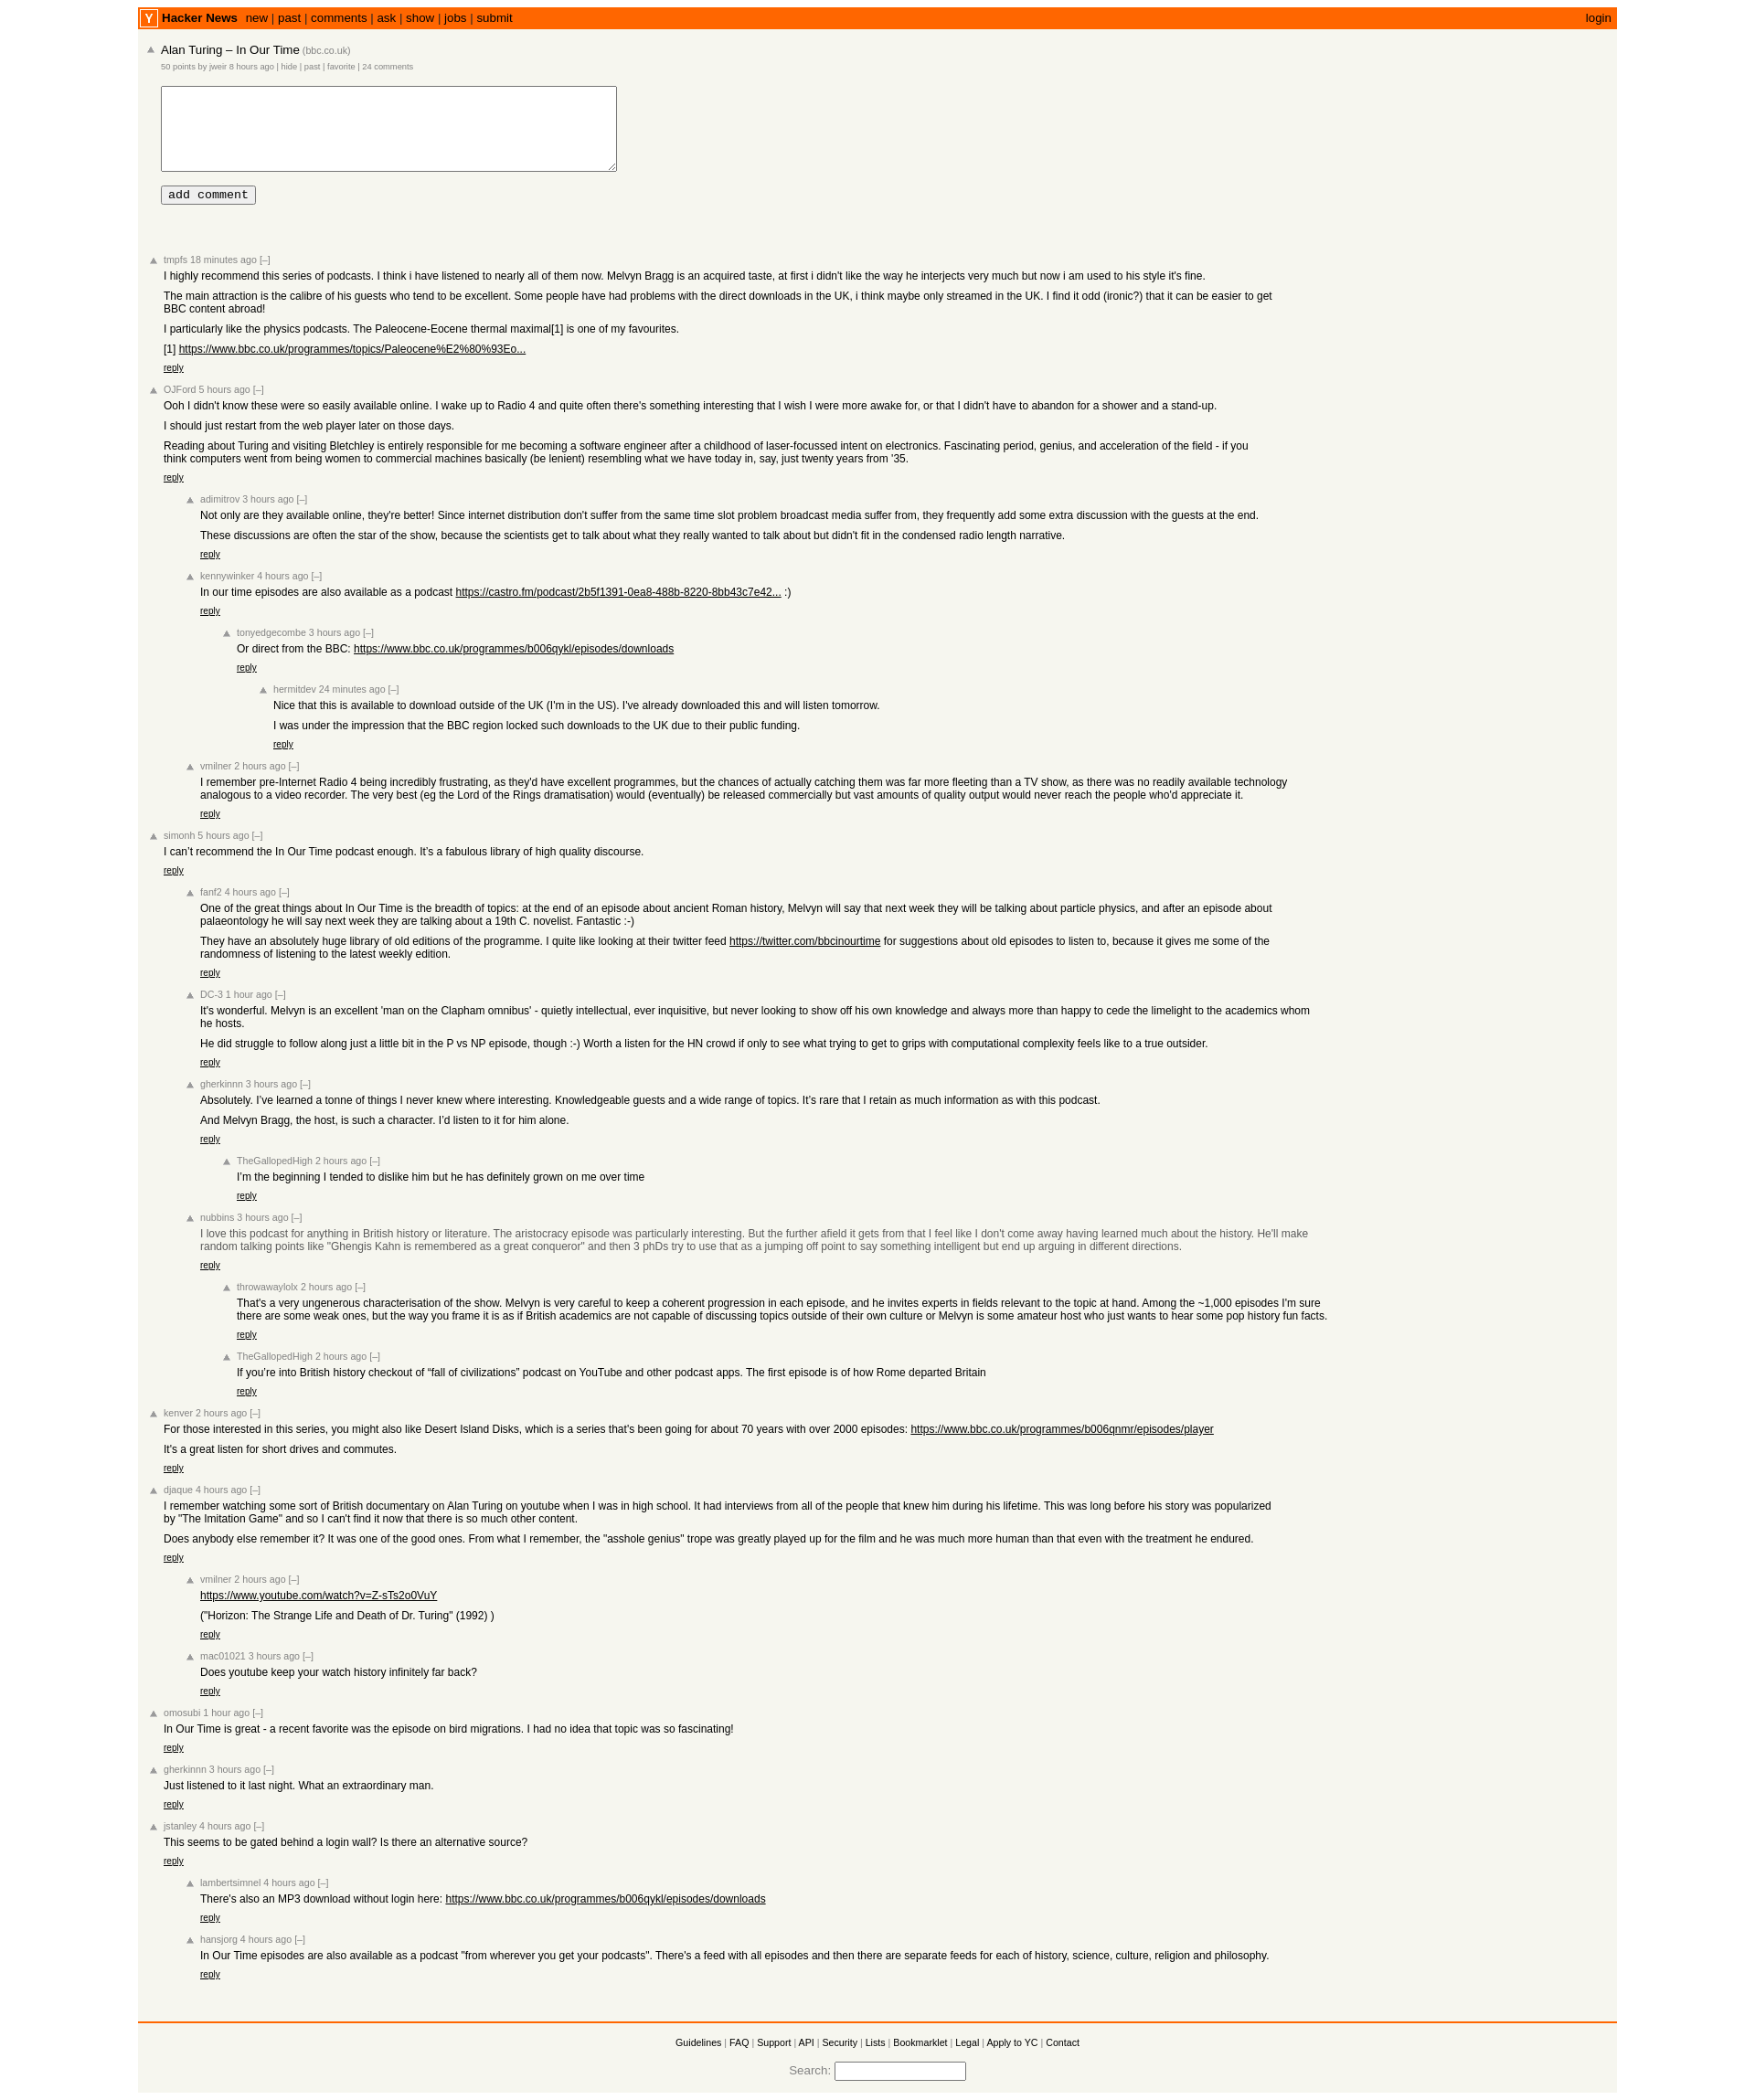 Y Hacker News new | past | comments | ask | show | jobs | submit login
Alan Turing – In Our Time (bbc.co.uk)
50 points by jweir 8 hours ago | hide | past | favorite | 24 comments
add comment
tmpfs 18 minutes ago [–]
I highly recommend this series of podcasts. I think i have listened to nearly all of them now. Melvyn Bragg is an acquired taste, at first i didn't like the way he interjects very much but now i am used to his style it's fine.
The main attraction is the calibre of his guests who tend to be excellent. Some people have had problems with the direct downloads in the UK, i think maybe only streamed in the UK. I find it odd (ironic?) that it can be easier to get
BBC content abroad!
I particularly like the physics podcasts. The Paleocene-Eocene thermal maximal[1] is one of my favourites.
[1] https://www.bbc.co.uk/programmes/topics/Paleocene%E2%80%93Eo...
reply
OJFord 5 hours ago [–]
Ooh I didn't know these were so easily available online. I wake up to Radio 4 and quite often there's something interesting that I wish I were more awake for, or that I didn't have to abandon for a shower and a stand-up.
I should just restart from the web player later on those days.
Reading about Turing and visiting Bletchley is entirely responsible for me becoming a software engineer after a childhood of laser-focussed intent on electronics. Fascinating period, genius, and acceleration of the field - if you
think computers went from being women to commercial machines basically (be lenient) resembling what we have today in, say, just twenty years from '35.
reply
adimitrov 3 hours ago [–]
Not only are they available online, they're better! Since internet distribution don't suffer from the same time slot problem broadcast media suffer from, they frequently add some extra discussion with the guests at the end.
These discussions are often the star of the show, because the scientists get to talk about what they really wanted to talk about but didn't fit in the condensed radio length narrative.
reply
kennywinker 4 hours ago [–]
In our time episodes are also available as a podcast https://castro.fm/podcast/2b5f1391-0ea8-488b-8220-8bb43c7e42... :)
reply
tonyedgecombe 3 hours ago [–]
Or direct from the BBC: https://www.bbc.co.uk/programmes/b006qykl/episodes/downloads
reply
hermitdev 24 minutes ago [–]
Nice that this is available to download outside of the UK (I'm in the US). I've already downloaded this and will listen tomorrow.
I was under the impression that the BBC region locked such downloads to the UK due to their public funding.
reply
vmilner 2 hours ago [–]
I remember pre-Internet Radio 4 being incredibly frustrating, as they'd have excellent programmes, but the chances of actually catching them was far more fleeting than a TV show, as there was no readily available technology
analogous to a video recorder. The very best (eg the Lord of the Rings dramatisation) would (eventually) be released commercially but vast amounts of quality output would never reach the people who'd appreciate it.
reply
simonh 5 hours ago [–]
I can’t recommend the In Our Time podcast enough. It’s a fabulous library of high quality discourse.
reply
fanf2 4 hours ago [–]
One of the great things about In Our Time is the breadth of topics: at the end of an episode about ancient Roman history, Melvyn will say that next week they will be talking about particle physics, and after an episode about
palaeontology he will say next week they are talking about a 19th C. novelist. Fantastic :-)
They have an absolutely huge library of old editions of the programme. I quite like looking at their twitter feed https://twitter.com/bbcinourtime for suggestions about old episodes to listen to, because it gives me some of the
randomness of listening to the latest weekly edition.
reply
DC-3 1 hour ago [–]
It's wonderful. Melvyn is an excellent 'man on the Clapham omnibus' - quietly intellectual, ever inquisitive, but never looking to show off his own knowledge and always more than happy to cede the limelight to the academics whom
he hosts.
He did struggle to follow along just a little bit in the P vs NP episode, though :-) Worth a listen for the HN crowd if only to see what trying to get to grips with computational complexity feels like to a true outsider.
reply
gherkinnn 3 hours ago [–]
Absolutely. I’ve learned a tonne of things I never knew where interesting. Knowledgeable guests and a wide range of topics. It’s rare that I retain as much information as with this podcast.
And Melvyn Bragg, the host, is such a character. I’d listen to it for him alone.
reply
TheGallopedHigh 2 hours ago [–]
I'm the beginning I tended to dislike him but he has definitely grown on me over time
reply
nubbins 3 hours ago [–]
I love this podcast for anything in British history or literature. The aristocracy episode was particularly interesting. But the further afield it gets from that I feel like I don't come away having learned much about the history. He'll make
random talking points like "Ghengis Kahn is remembered as a great conqueror" and then 3 phDs try to use that as a jumping off point to say something intelligent but end up arguing in different directions.
reply
throwawaylolx 2 hours ago [–]
That's a very ungenerous characterisation of the show. Melvyn is very careful to keep a coherent progression in each episode, and he invites experts in fields relevant to the topic at hand. Among the ~1,000 episodes I'm sure
there are some weak ones, but the way you frame it is as if British academics are not capable of discussing topics outside of their own culture or Melvyn is some amateur host who just wants to hear some pop history fun facts.
reply
TheGallopedHigh 2 hours ago [–]
If you’re into British history checkout of “fall of civilizations” podcast on YouTube and other podcast apps. The first episode is of how Rome departed Britain
reply
kenver 2 hours ago [–]
For those interested in this series, you might also like Desert Island Disks, which is a series that's been going for about 70 years with over 2000 episodes: https://www.bbc.co.uk/programmes/b006qnmr/episodes/player
It's a great listen for short drives and commutes.
reply
djaque 4 hours ago [–]
I remember watching some sort of British documentary on Alan Turing on youtube when I was in high school. It had interviews from all of the people that knew him during his lifetime. This was long before his story was popularized
by "The Imitation Game" and so I can't find it now that there is so much other content.
Does anybody else remember it? It was one of the good ones. From what I remember, the "asshole genius" trope was greatly played up for the film and he was much more human than that even with the treatment he endured.
reply
vmilner 2 hours ago [–]
https://www.youtube.com/watch?v=Z-sTs2o0VuY
("Horizon: The Strange Life and Death of Dr. Turing" (1992) )
reply
mac01021 3 hours ago [–]
Does youtube keep your watch history infinitely far back?
reply
omosubi 1 hour ago [–]
In Our Time is great - a recent favorite was the episode on bird migrations. I had no idea that topic was so fascinating!
reply
gherkinnn 3 hours ago [–]
Just listened to it last night. What an extraordinary man.
reply
jstanley 4 hours ago [–]
This seems to be gated behind a login wall? Is there an alternative source?
reply
lambertsimnel 4 hours ago [–]
There's also an MP3 download without login here: https://www.bbc.co.uk/programmes/b006qykl/episodes/downloads
reply
hansjorg 4 hours ago [–]
In Our Time episodes are also available as a podcast "from wherever you get your podcasts". There's a feed with all episodes and then there are separate feeds for each of history, science, culture, religion and philosophy.
reply
Guidelines | FAQ | Support | API | Security | Lists | Bookmarklet | Legal | Apply to YC | Contact
Search: